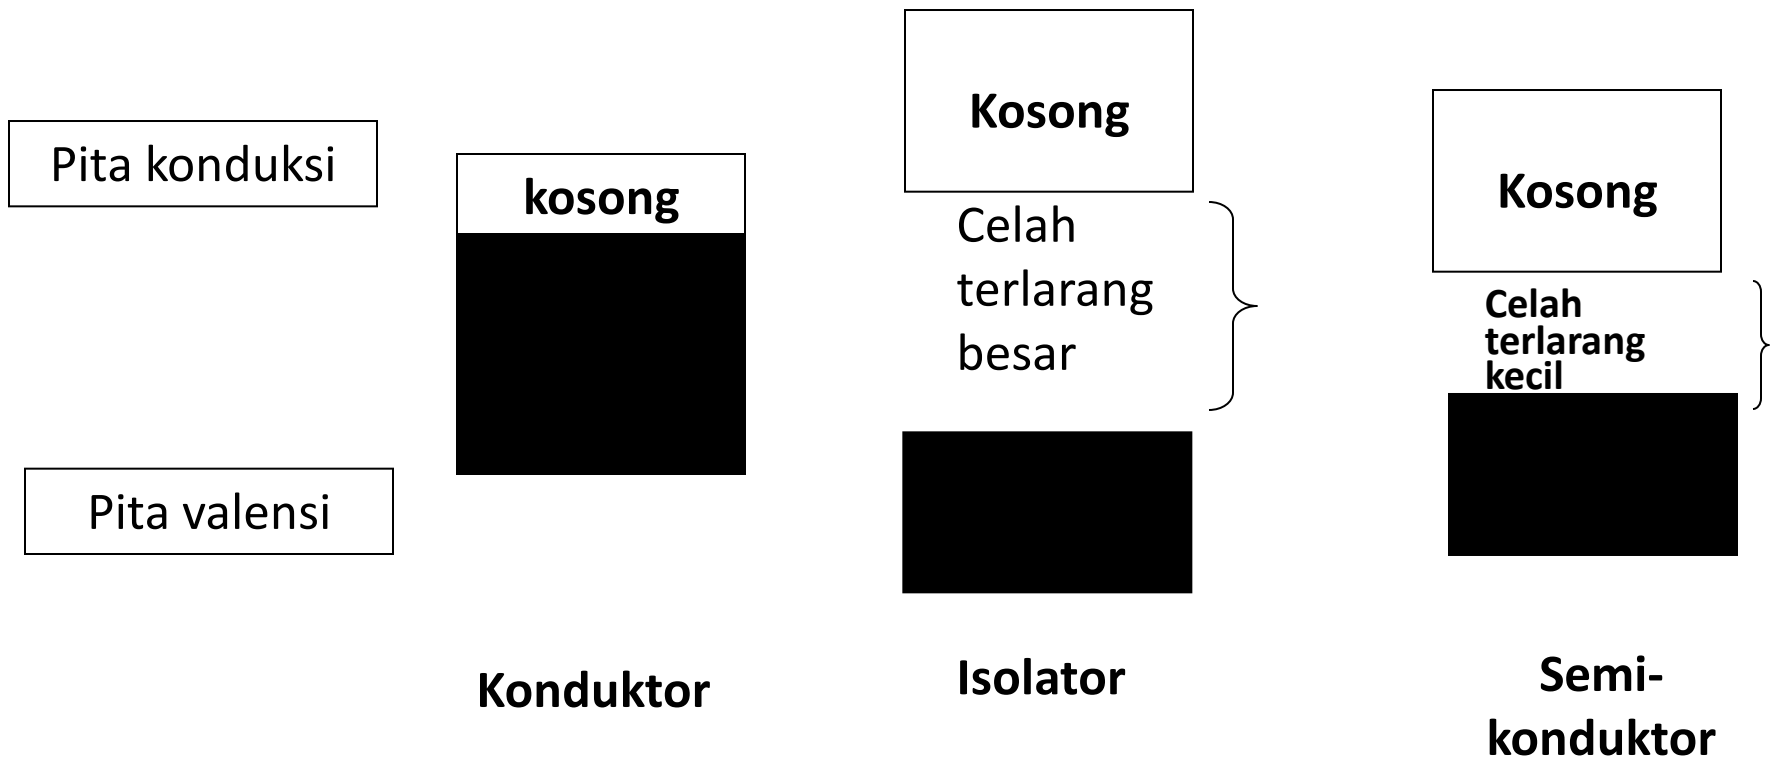 Pita konduksi
Pita valensi
kosong
Konduktor
Kosong
Celah
terlarang
besar
Isolator
Kosong
Celah
terlarang
kecil
Semi-
konduktor